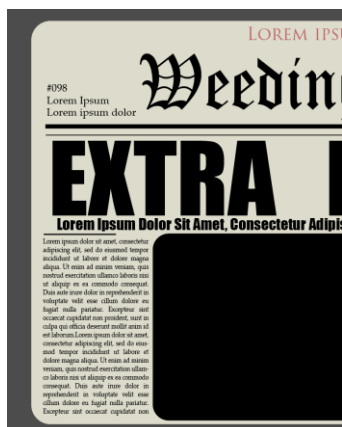 LOREM IPS
Weeding
#098
Lorem Ipsum
Lorem ipsum dolor
EXTRA
Lorem Ipsum Dolor Sit Amet, Consectetur Adipis
Lorem ipsum dolor sit amet, consectetur
adipiscing elit, sed do eiusmod tempor
incididunt ut labore et dolore magna
aliqua. Ut enim ad minim veniam, quis
nostrud exercitation ullamco laboris nisi
ut aliquip ex ea commodo consequat.
Duis aute irure dolor in reprehenderit in
voluptate velit esse cillum dolore eu
fugiat nulla pariatur. Excepteur sint
occaecat cupidatat non proident, sunt in
culpa qui officia deserunt mollit anim id
est laborum.Lorem ipsum dolor sit amet,
consectetur adipiscing elit, sed do eius-
mod tempor incididunt ut labore et
dolore magna aliqua. Ut enim ad minim
veniam, quis nostrud exercitation ullam-
co laboris nisi ut aliquip ex ea commodo
consequat. Duis aute irure dolor in
reprehenderit in voluptate velit esse
cillum dolore eu fugiat nulla pariatur.
Excepteur sint occaecat cupidatat non